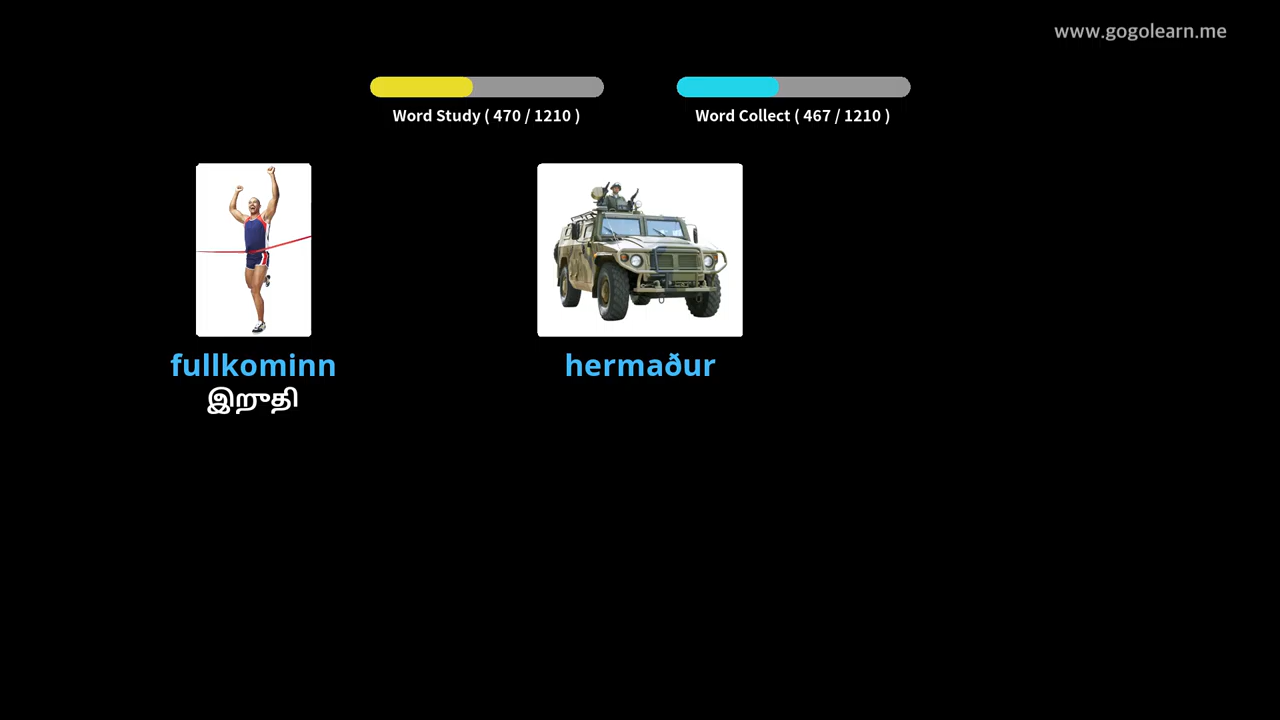 www.gogolearn.me
Word Study ( 470 / 1210 )
Word Collect ( 467 / 1210 )
fullkominn
hermaður
இறுதி